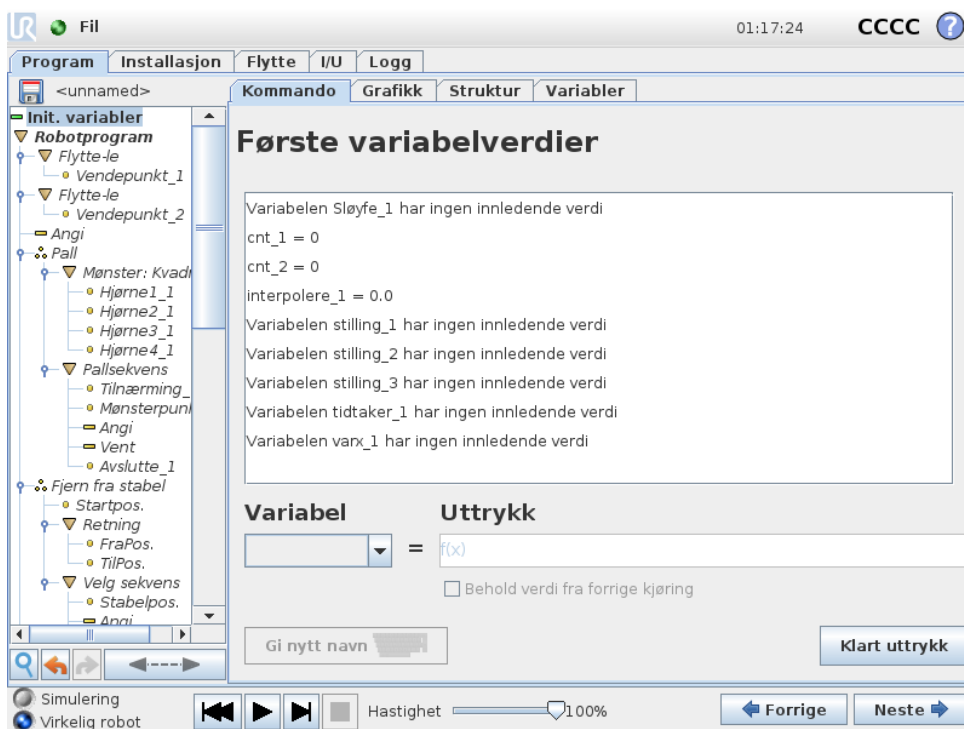 UR Fil 01:17:24 CCCC ?
Program Installasjon Flytte I/U Logg
<unnamed>
Kommando Grafikk Struktur Variabler
Init. variabler
Robotprogram
Flytte-le
Vendepunkt_1
Flytte-le
Vendepunkt_2
Angi
Pall
Mønster: Kvadr
Hjørne1_1
Hjørne2_1
Hjørne3_1
Hjørne4_1
Pallsekvens
Tilnærming_
Mønsterpun
Angi
Vent
Avslutte_1
Fjern fra stabel
Startpos.
Retning
FraPos.
TilPos.
Velg sekvens
Stabelpos.
Angi
Første variabelverdier
Variabelen Sløyfe_1 har ingen innledende verdi
cnt_1 = 0
cnt_2 = 0
interpolere_1 = 0.0
Variabelen stilling_1 har ingen innledende verdi
Variabelen stilling_2 har ingen innledende verdi
Variabelen stilling_3 har ingen innledende verdi
Variabelen tidtaker_1 har ingen innledende verdi
Variabelen varx_1 har ingen innledende verdi
Variabel Uttrykk
= f(x)
Behold verdi fra forrige kjøring
Gi nytt navn Klart uttrykk
Simulering
Virkelig robot
Hastighet 100% Forrige Neste